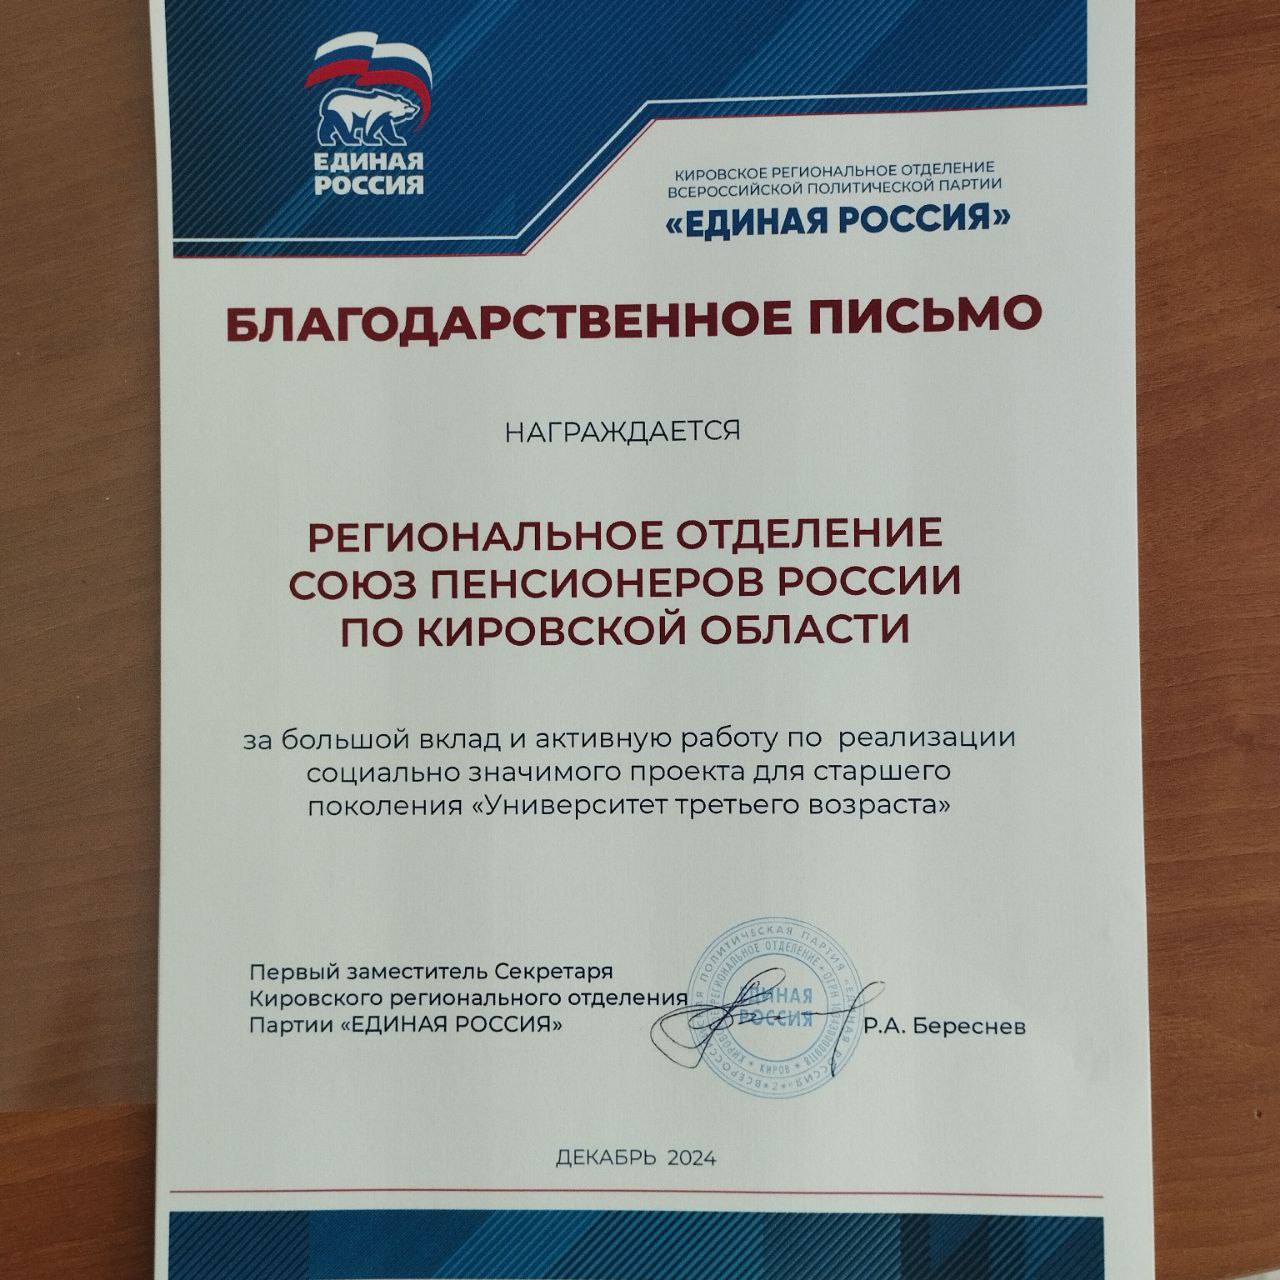 ЕДИНАЯ
РОССИЯ
КИРОВСКОЕ РЕГИОНАЛЬНОЕ ОТДЕЛЕНИЕ
ВСЕРОССИЙСКОЙ ПОЛИТИЧЕСКОЙ ПАРТИИ
«ЕДИНАЯ РОССИЯ»
БЛАГОДАРСТВЕННОЕ ПИСЬМО
НАГРАЖДАЕТСЯ
РЕГИОНАЛЬНОЕ ОТДЕЛЕНИЕ
СОЮЗ ПЕНСИОНЕРОВ РОССИИ
ПО КИРОВСКОЙ ОБЛАСТИ
за большой вклад и активную работу по реализации
социально значимого проекта для старшего
поколения «Университет третьего возраста»
Первый заместитель Секретаря
Кировского регионального отделения
Партии «ЕДИНАЯ РОССИЯ»
ВСЕРОССИЙСКАЯ ПОЛИТИЧЕСКАЯ ПАРТИЯ «ЕДИНАЯ РОССИЯ»
КИРОВСКОЕ РЕГИОНАЛЬНОЕ ОТДЕЛЕНИЕ * ОГРН
* КИРОВ *
ЕДИНАЯ
РОССИЯ
Р.А. Береснев
ДЕКАБРЬ 2024